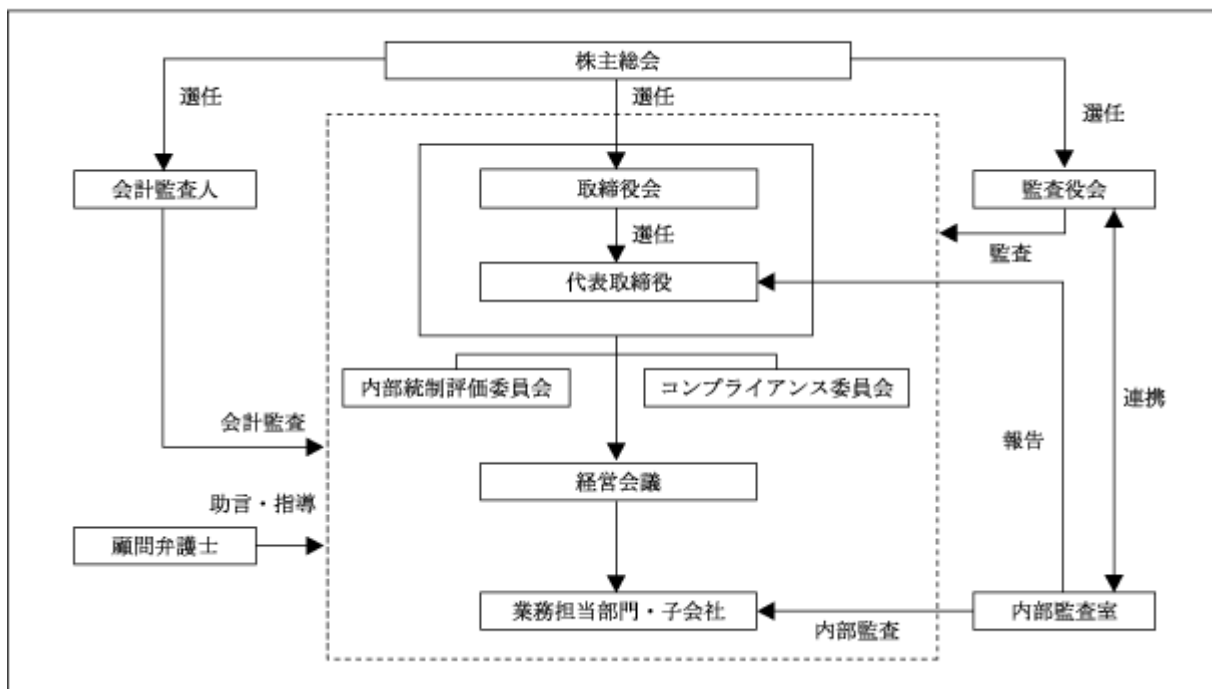 株主総会
選任
選任
選任
会計監査人
取締役会
監査役会
選任
監査
代表取締役
内部統制評価委員会
コンプライアンス委員会
連携
会計監査
報告
経営会議
助言・指導
顧問弁護士
業務担当部門・子会社
内部監査
内部監査室